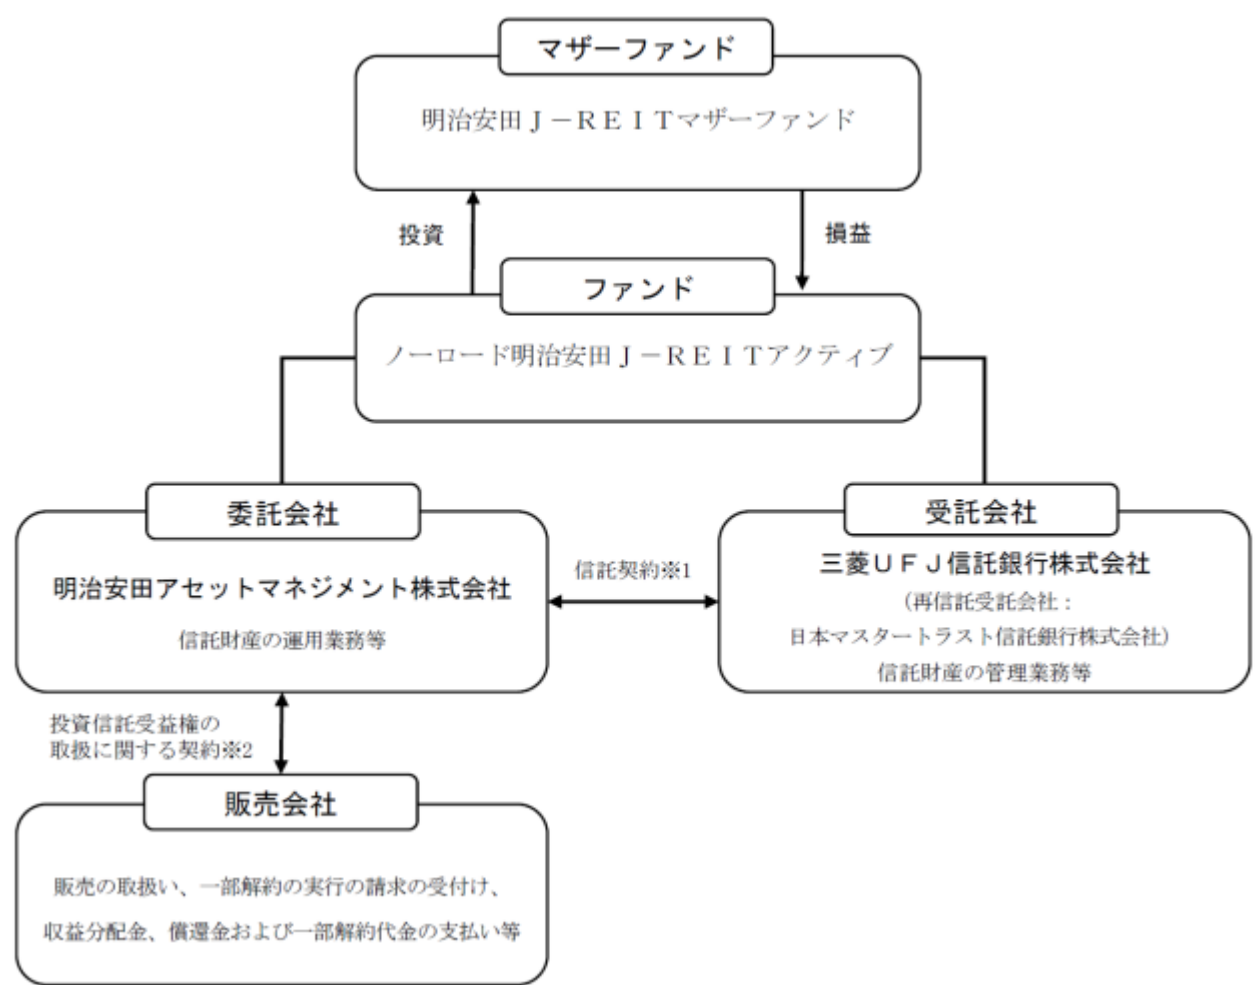 マザーファンド
明治安田Ｊ－ＲＥＩＴマザーファンド
投資
損益
ファンド
ノーロード明治安田Ｊ－ＲＥＩＴアクティブ
委託会社
明治安田アセットマネジメント株式会社
信託財産の運用業務等
信託契約※1
受託会社
三菱ＵＦＪ信託銀行株式会社
（再信託受託会社：
日本マスタートラスト信託銀行株式会社）
信託財産の管理業務等
投資信託受益権の
取扱に関する契約※2
販売会社
販売の取扱い、一部解約の実行の請求の受付け、
収益分配金、償還金および一部解約代金の支払い等